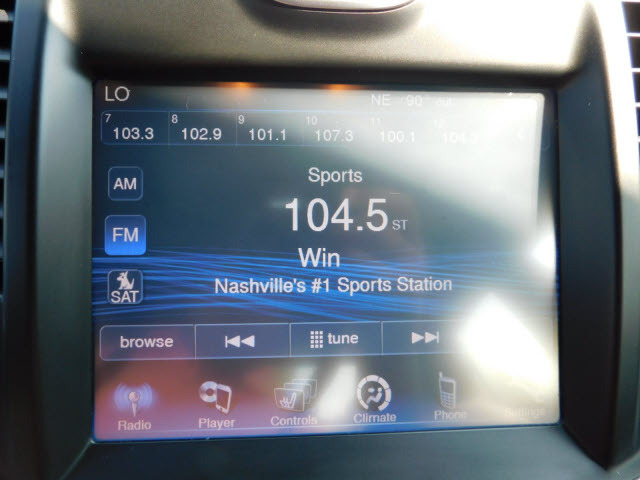 LO
NE 90° out
7 8 9 10 11 12
103.3 102.9 101.1 107.3 100.1
Sports
AM
104.5 ST
FM
Win
Nashville's #1 Sports Station
SAT
browse tune
Radio Player Controls Climate Phone Settings